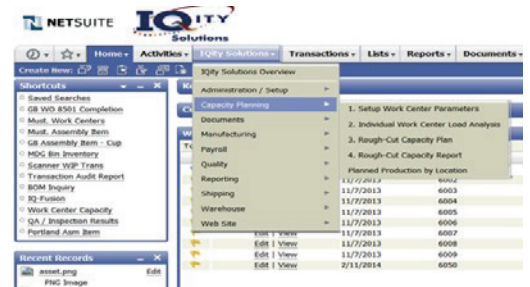 NETSUITE
IQITY
Solutions
Home
Activities
IQity Solutions
Transactions
Lists
Reports
Documents
Create New:
Shortcuts
Saved Searches
GB WO 8501 Completion
Must. Work Centers
Must. Assembly Item
GB Assembly Item - Cup
MDG Bin Inventory
Scanner WIP Trans
Transaction Audit Report
BOM Inquiry
IQ-Fusion
Work Center Capacity
QA / Inspection Results
Portland Asm Item
Recent Records
asset.png Edit
PNG Image
IQity Solutions Overview
Administration / Setup
Capacity Planning
Documents
Manufacturing
Payroll
Quality
Reporting
Shipping
Warehouse
Web Site
1. Setup Work Center Parameters
2. Individual Work Center Load Analysis
3. Rough-Cut Capacity Plan
4. Rough-Cut Capacity Report
Planned Production by Location
11/7/2013 6002
11/7/2013 6003
11/7/2013 6004
11/7/2013 6005
11/7/2013 6006
Edit | View 11/7/2013 6007
Edit | View 11/7/2013 6008
Edit | View 11/7/2013 6009
Edit | View 2/11/2014 6050